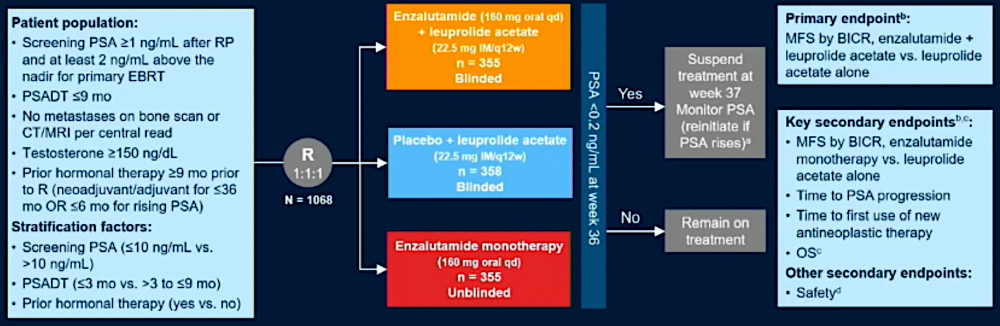 Patient population:
• Screening PSA ≥1 ng/mL after RP
and at least 2 ng/mL above the
nadir for primary EBRT
• PSADT ≤9 mo
• No metastases on bone scan or
CT/MRI per central read
• Testosterone ≥150 ng/dL
• Prior hormonal therapy ≥9 mo prior
to R (neoadjuvant/adjuvant for ≤36
mo OR ≤6 mo for rising PSA)
Stratification factors:
• Screening PSA (≤10 ng/mL vs.
>10 ng/mL)
• PSADT (≤3 mo vs. >3 to ≤9 mo)
• Prior hormonal therapy (yes vs. no)
R
1:1:1
N = 1068
Enzalutamide (160 mg oral qd)
+ leuprolide acetate
(22.5 mg IM/q12w)
n = 355
Blinded
Placebo + leuprolide acetate
(22.5 mg IM/q12w)
n = 358
Blinded
Enzalutamide monotherapy
(160 mg oral qd)
n = 355
Unblinded
PSA <0.2 ng/mL at week 36
Yes
Suspend
treatment at
week 37
Monitor PSA
(reinitiate if
PSA rises)ᵃ
No
Remain on
treatment
Primary endpointᵇ:
MFS by BICR, enzalutamide +
leuprolide acetate vs. leuprolide
acetate alone
Key secondary endpointsᵇ,ᶜ:
• MFS by BICR, enzalutamide
monotherapy vs. leuprolide
acetate alone
• Time to PSA progression
• Time to first use of new
antineoplastic therapy
• OSᶜ
Other secondary endpoints:
• Safetyᵈ